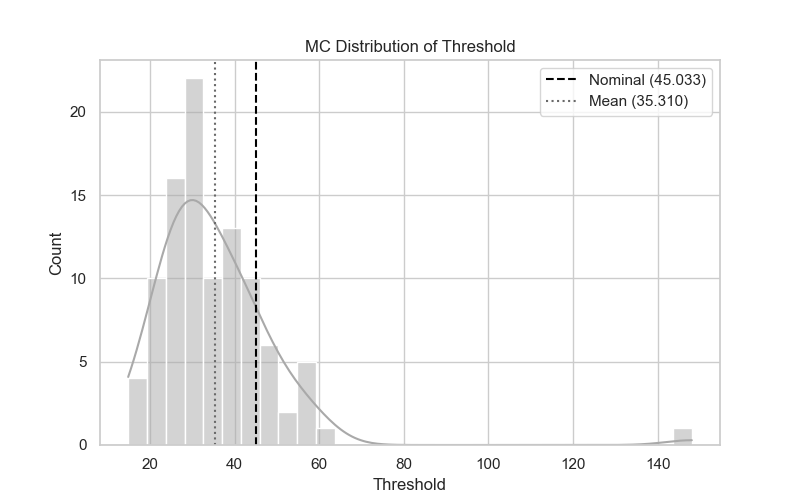 MC Distribution of Threshold
Nominal (45.033)
Mean (35.310)
Count
20
15
10
5
0
20 40 60 80 100 120 140
Threshold